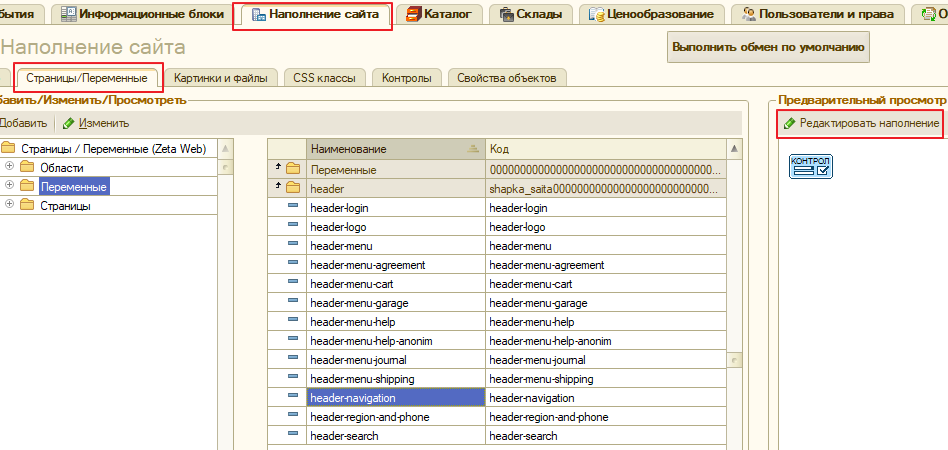 бытия Информационные блоки Наполнение сайта Каталог Склады Ценообразование Пользователи и права О
Наполнение сайта
Выполнить обмен по умолчанию
Страницы/Переменные Картинки и файлы CSS классы Контролы Свойства объектов
бавить/Изменить/Просмотреть
Предварительный просмотр
Добавить Изменить
Редактировать наполнение
Страницы / Переменные (Zeta Web)
Области
Переменные
Страницы
Наименование Код
Переменные
header
header-login header-login
header-logo header-logo
header-menu header-menu
header-menu-agreement header-menu-agreement
header-menu-cart header-menu-cart
header-menu-garage header-menu-garage
header-menu-help header-menu-help
header-menu-help-anonim header-menu-help-anonim
header-menu-journal header-menu-journal
header-menu-shipping header-menu-shipping
header-navigation header-navigation
header-region-and-phone header-region-and-phone
header-search header-search
КОНТРОЛ